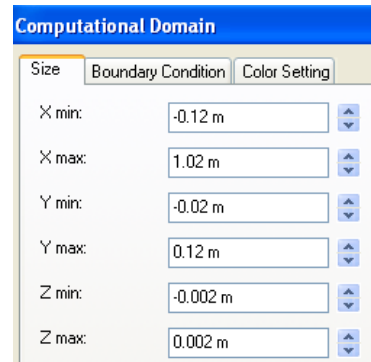 Computational Domain
Size Boundary Condition Color Setting
X min: -0.12 m
X max: 1.02 m
Y min: -0.02 m
Y max: 0.12 m
Z min: -0.002 m
Z max: 0.002 m